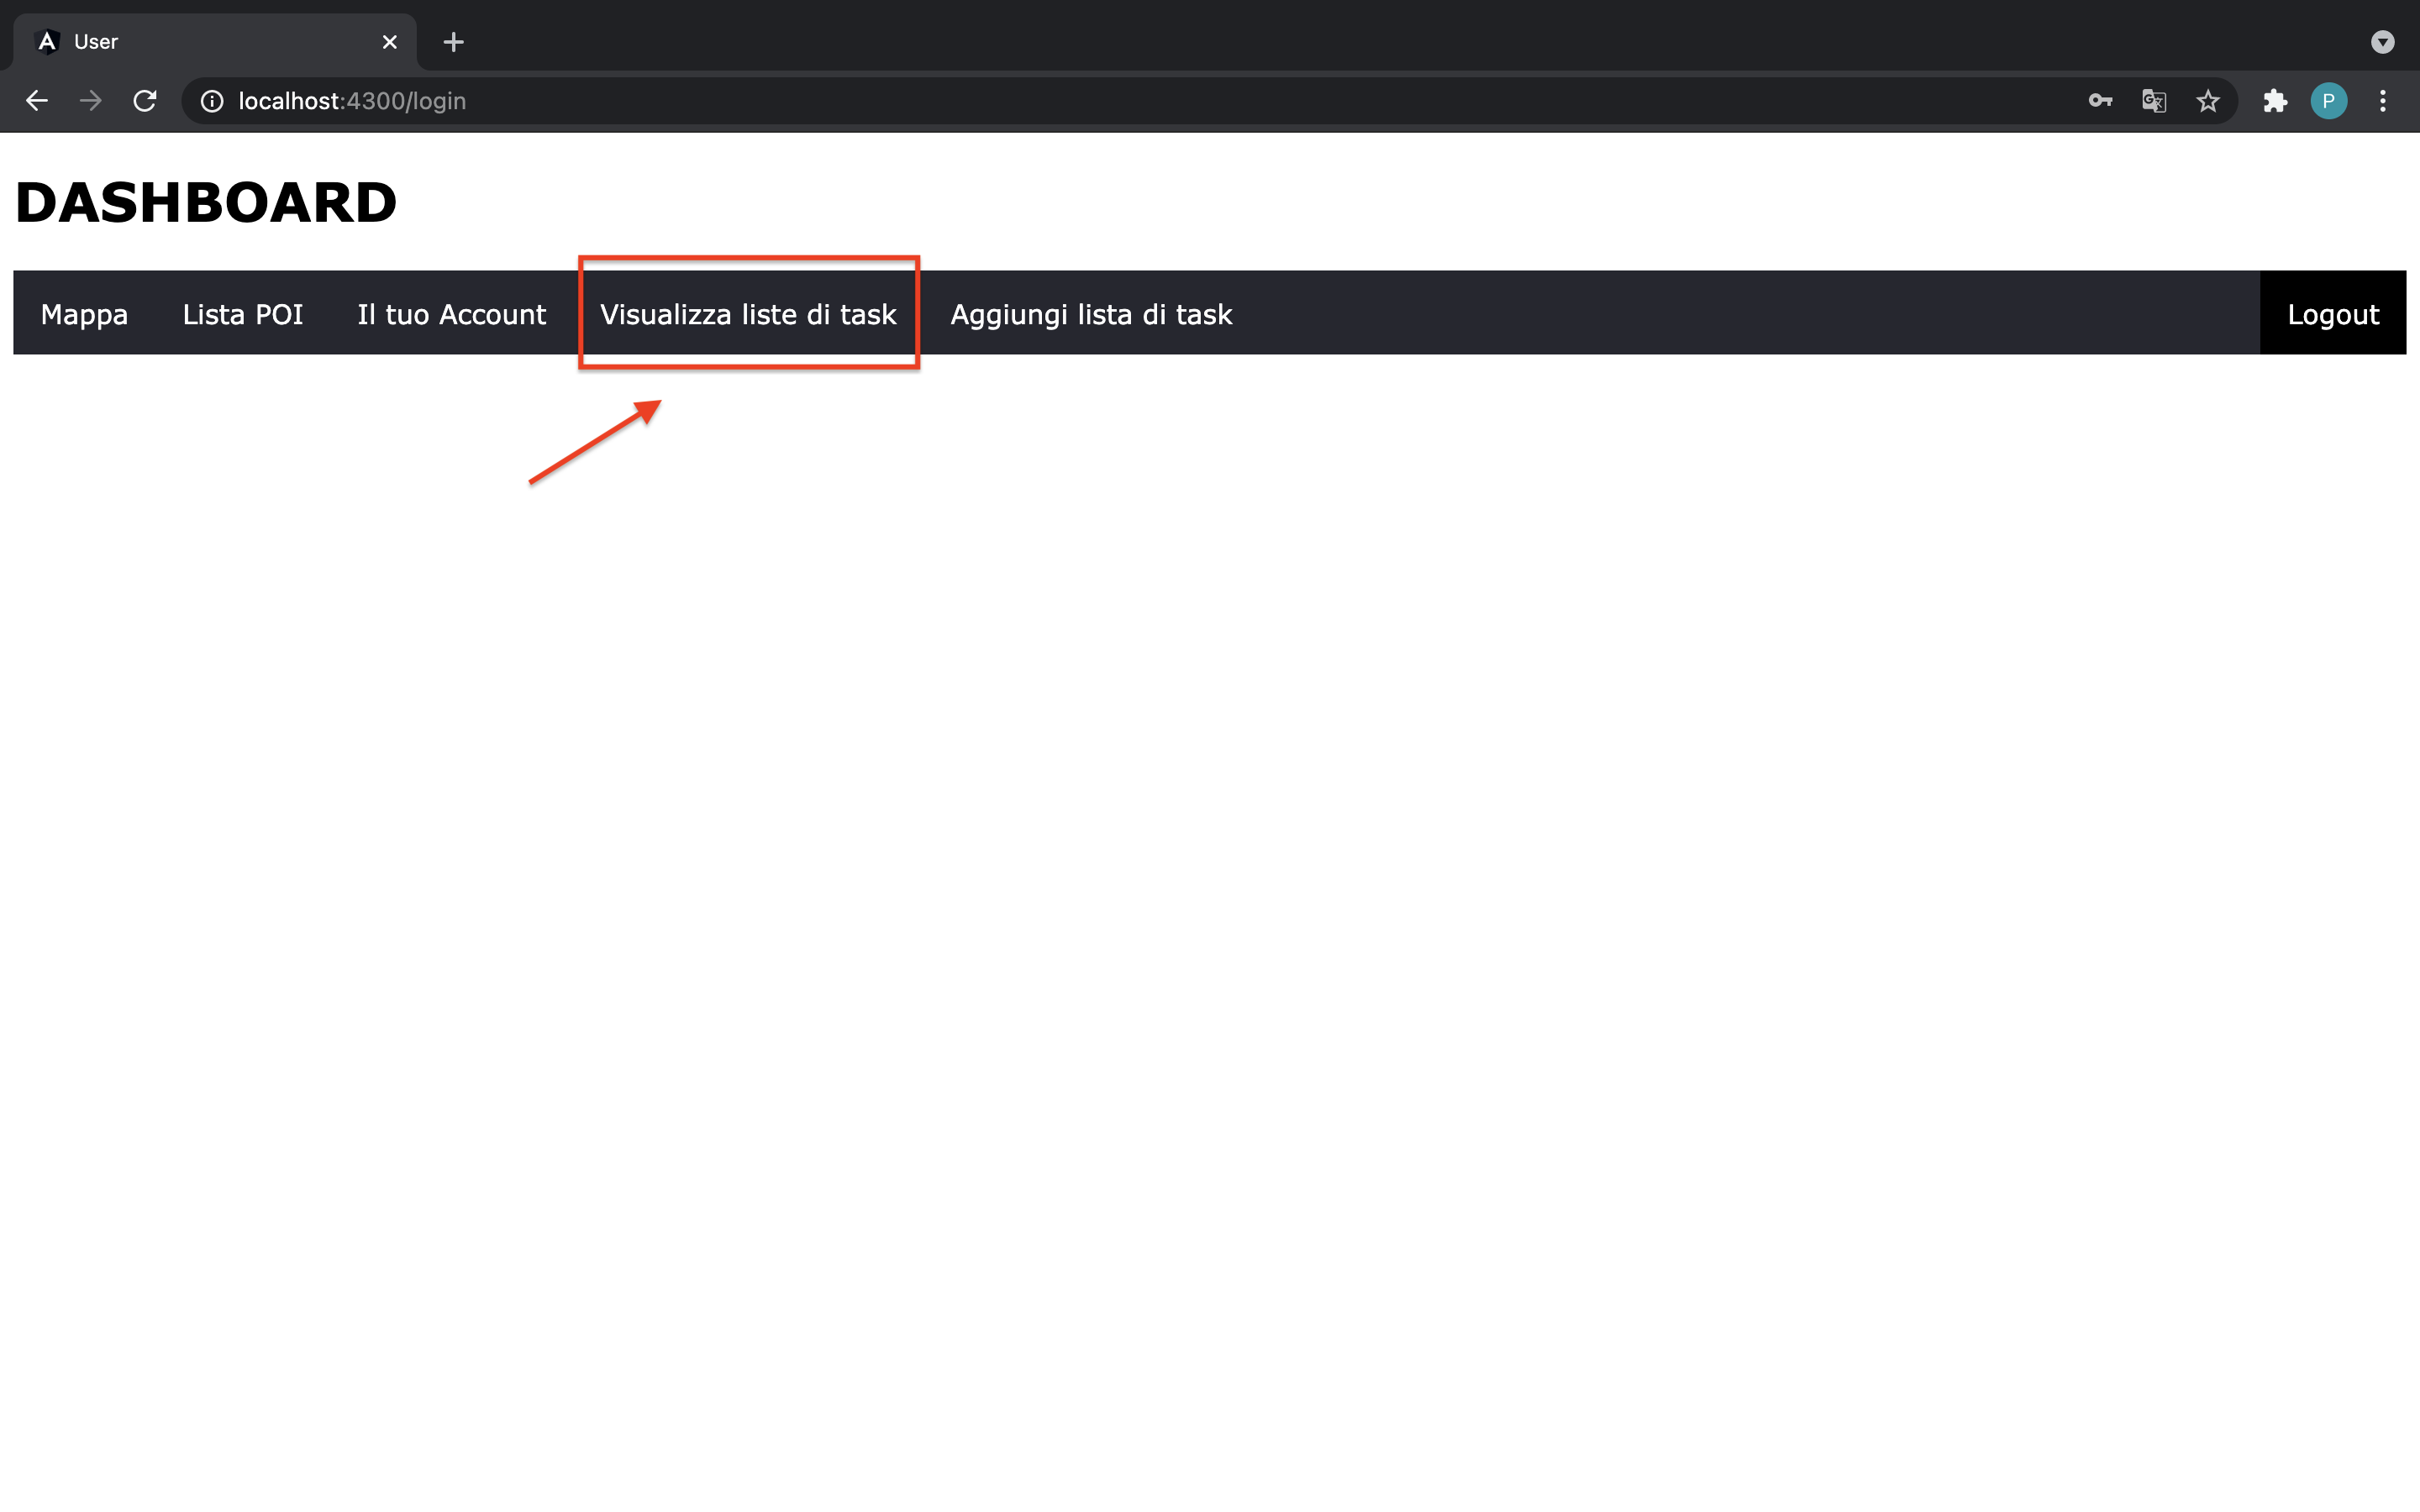 User
localhost:4300/login
P
DASHBOARD
Mappa Lista POI Il tuo Account Visualizza liste di task Aggiungi lista di task Logout